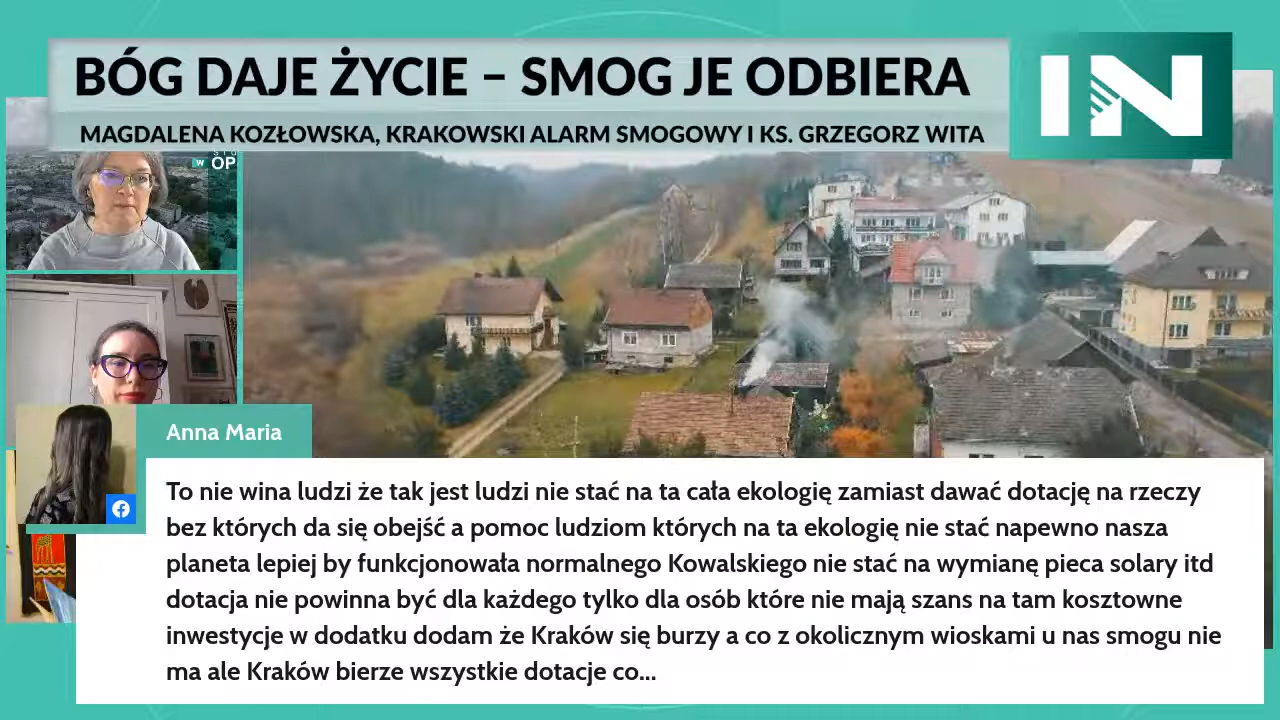 BÓG DAJE ŻYCIE – SMOG JE ODBIERA
MAGDALENA KOZŁOWSKA, KRAKOWSKI ALARM SMOGOWY I KS. GRZEGORZ WITA
IN
W OP
Anna Maria
To nie wina ludzi że tak jest ludzi nie stać na ta cała ekologię zamiast dawać dotację na rzeczy
bez których da się obejść a pomoc ludziom których na ta ekologię nie stać napewno nasza
planeta lepiej by funkcjonowała normalnego Kowalskiego nie stać na wymianę pieca solary itd
dotacja nie powinna być dla każdego tylko dla osób które nie mają szans na tam kosztowne
inwestycje w dodatku dodam że Kraków się burzy a co z okolicznym wioskami u nas smogu nie
ma ale Kraków bierze wszystkie dotacje co...